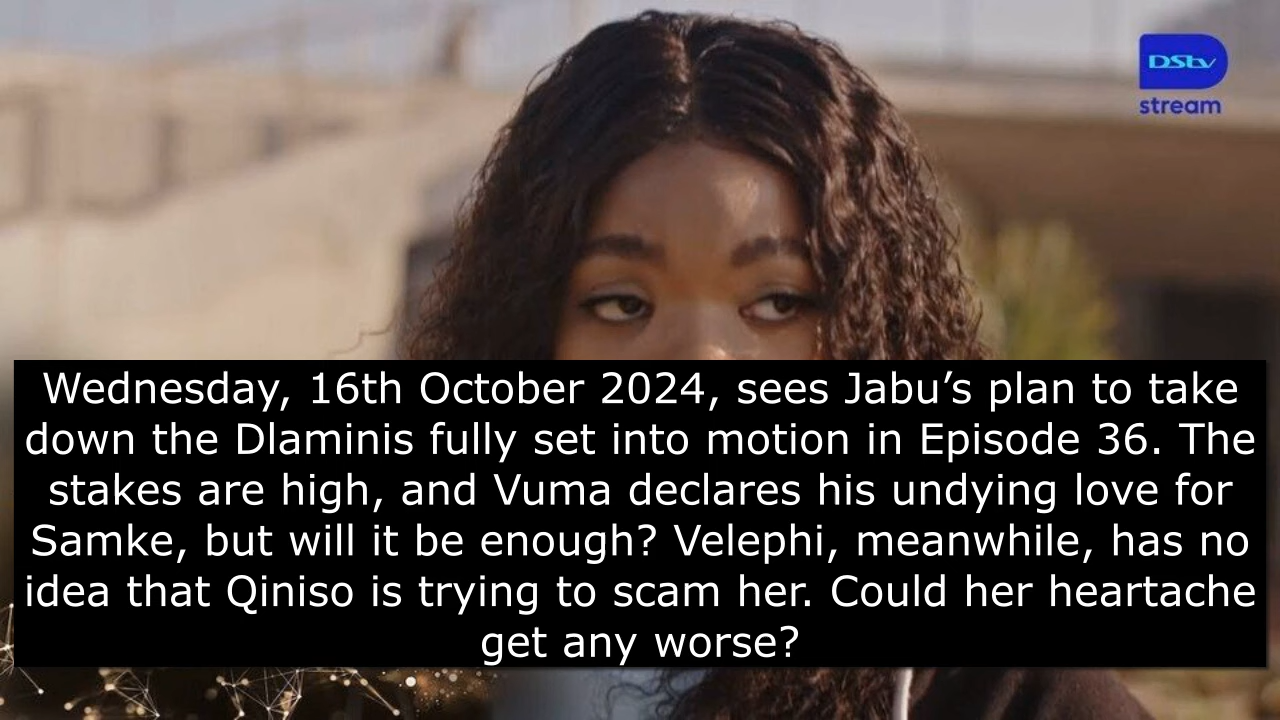 DStv
stream
Wednesday, 16th October 2024, sees Jabu’s plan to take
down the Dlaminis fully set into motion in Episode 36. The
stakes are high, and Vuma declares his undying love for
Samke, but will it be enough? Velephi, meanwhile, has no
idea that Qiniso is trying to scam her. Could her heartache
get any worse?